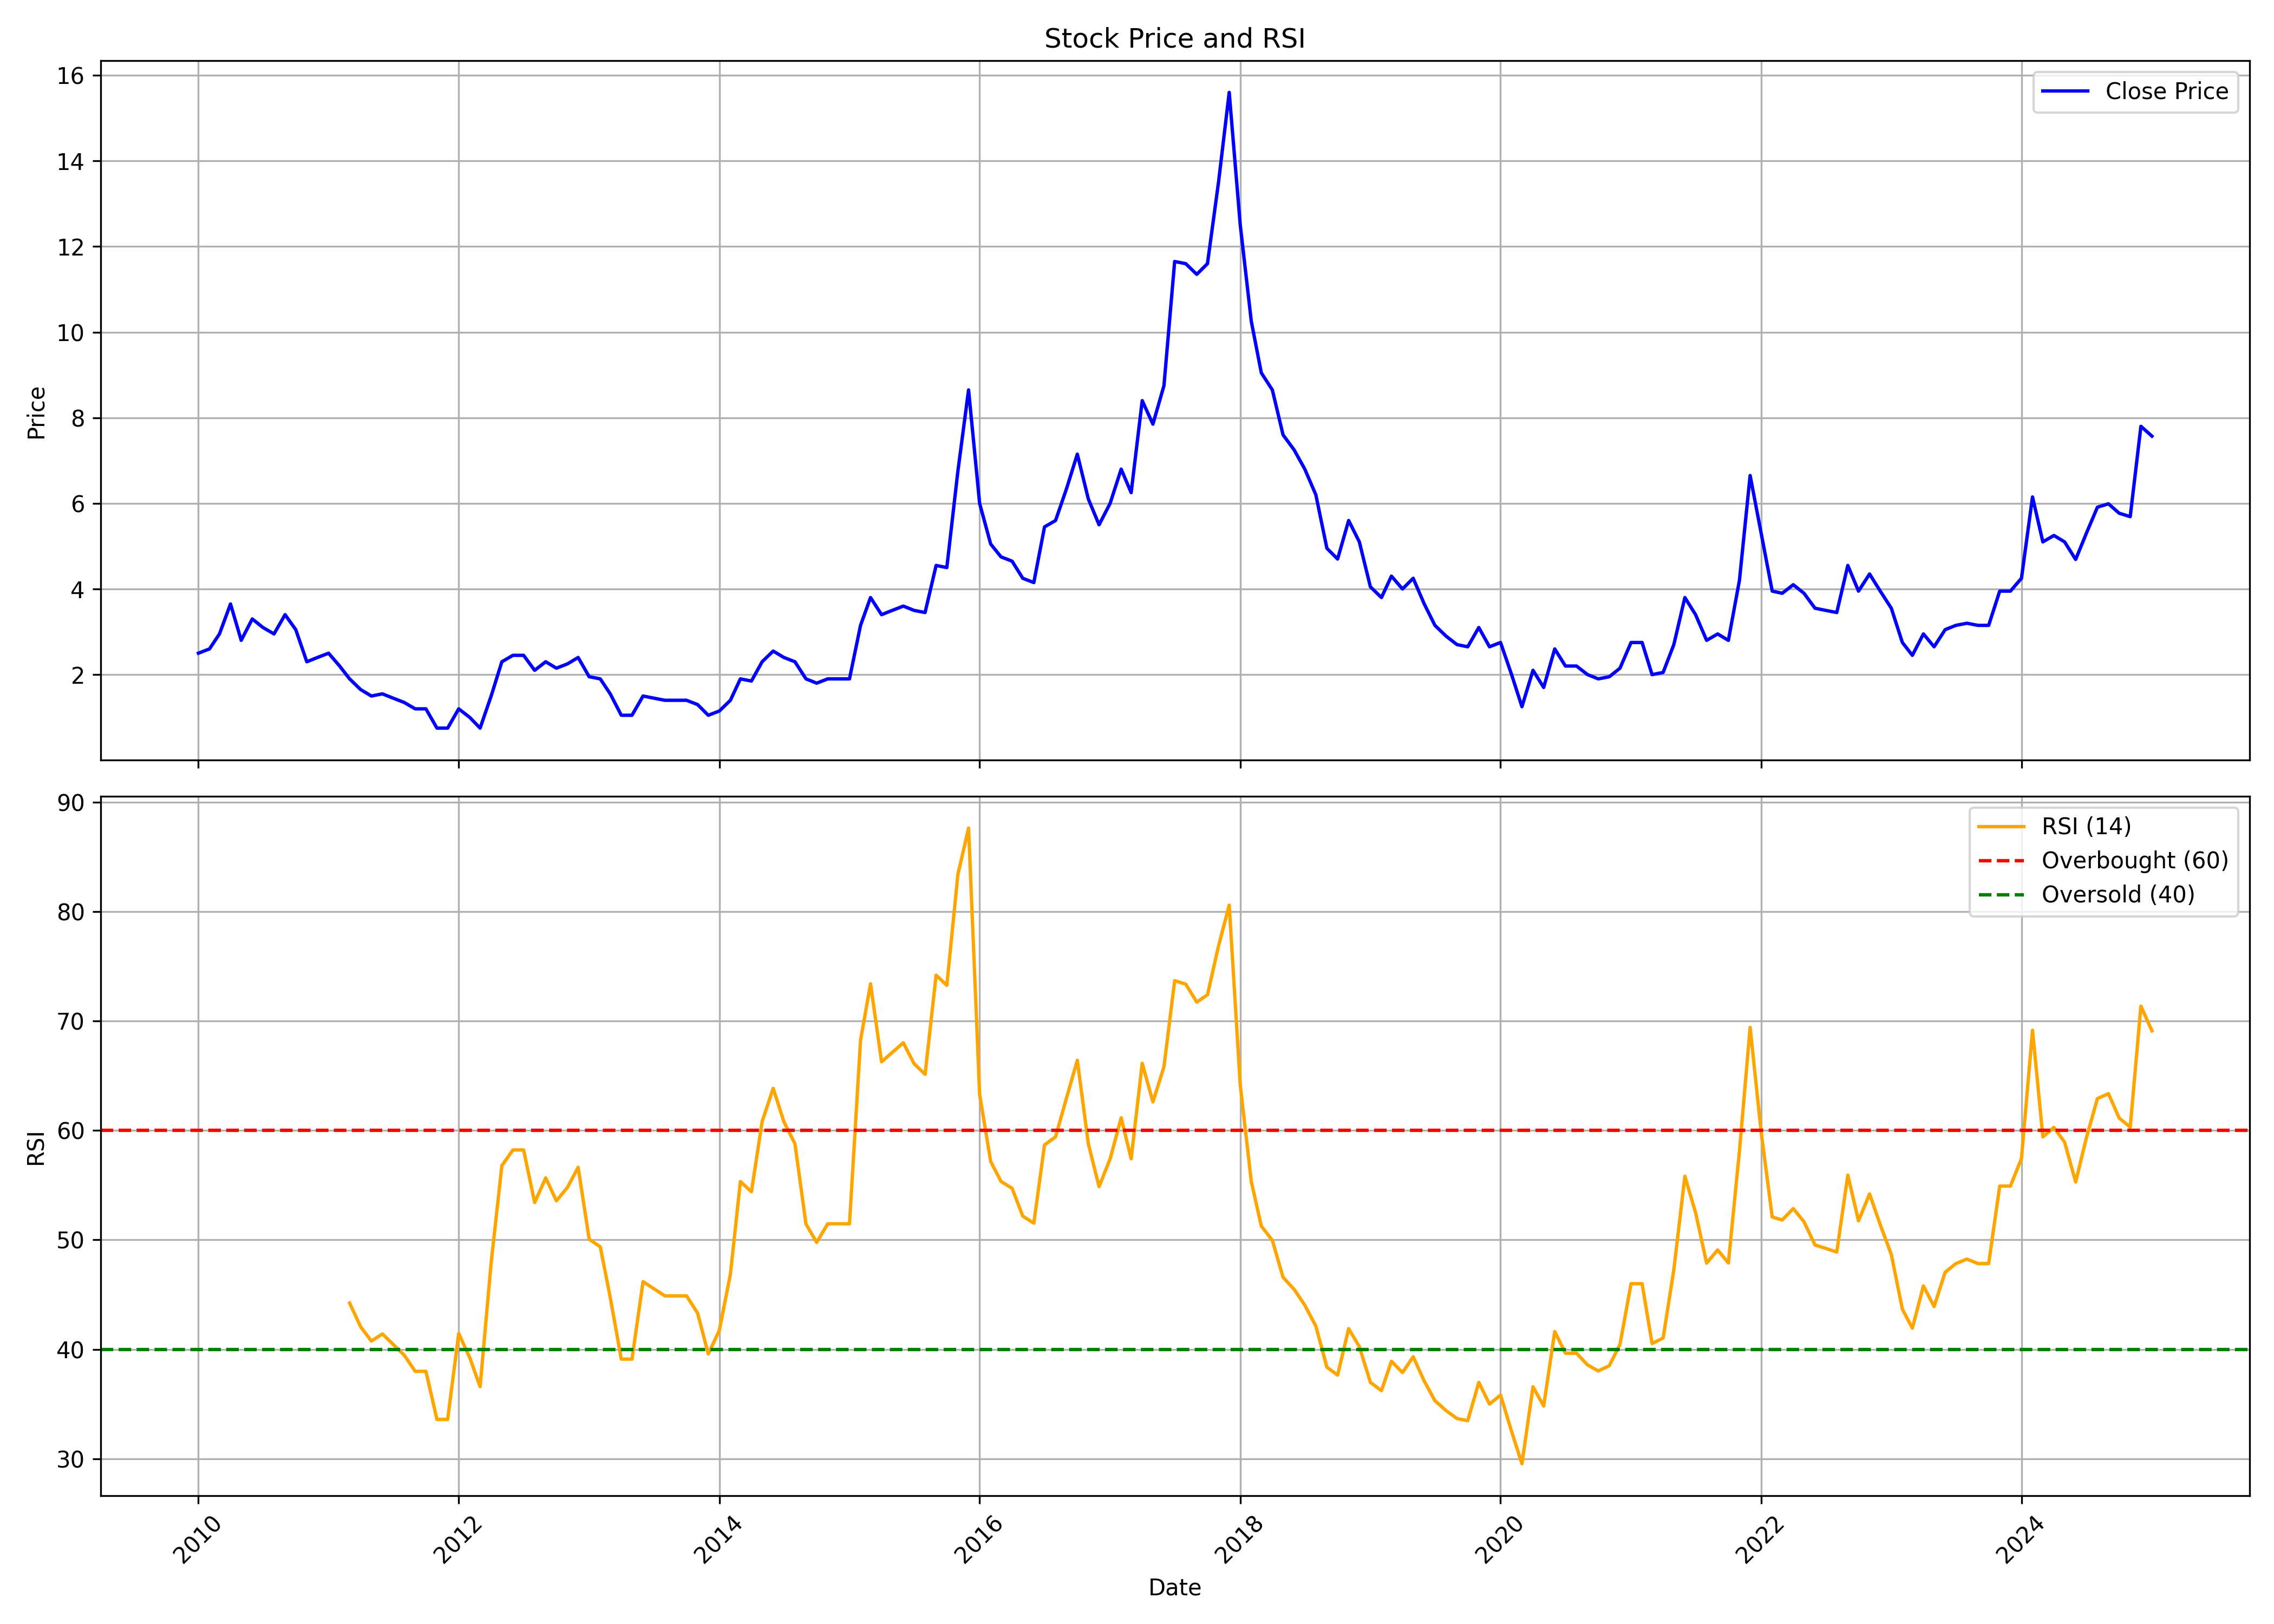 Stock Price and RSI
16
14
12
10
8
6
4
2
Price
Close Price
90
80
70
60
50
40
30
RSI
RSI (14)
Overbought (60)
Oversold (40)
2010
2012
2014
2016
2018
2020
2022
2024
Date